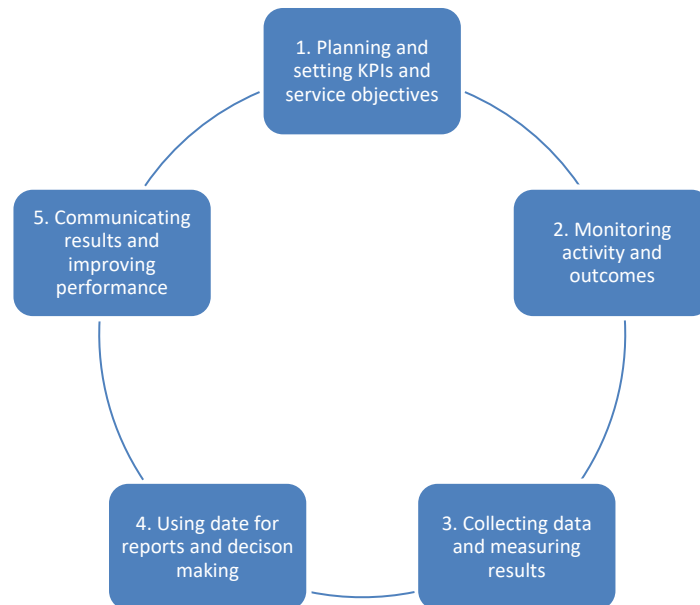 1. Planning and
setting KPIs and
service objectives
2. Monitoring
activity and
outcomes
3. Collecting data
and measuring
results
4. Using date for
reports and decison
making
5. Communicating
results and
improving
performance